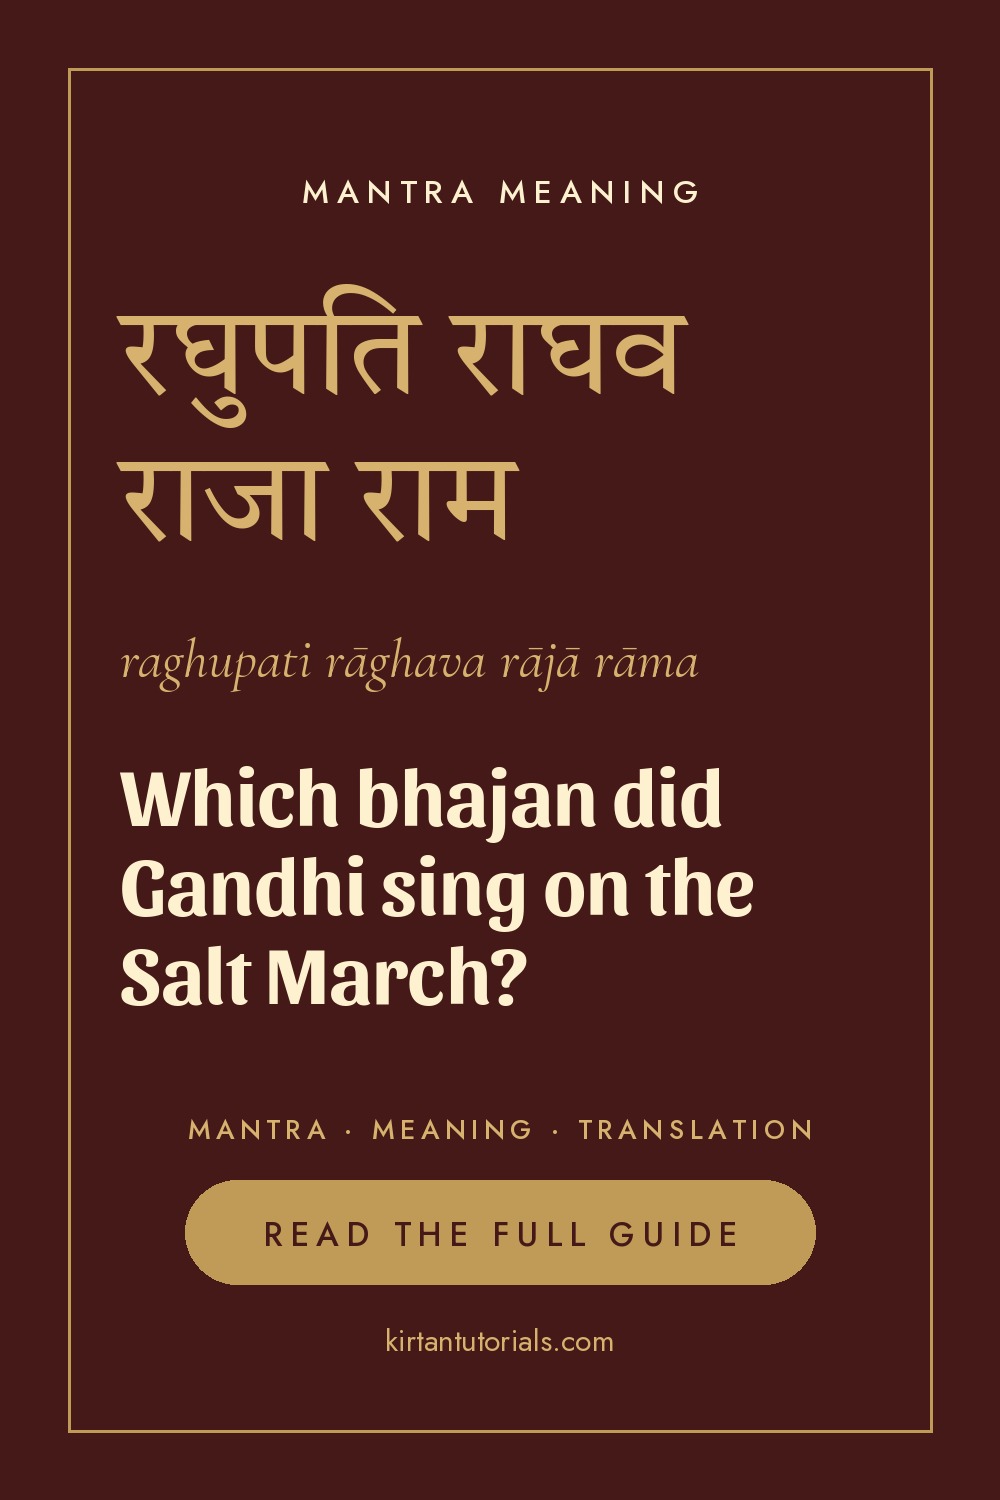 MANTRA MEANING
रघुपति राघव
राजा राम
raghupati rāghava rājā rāma
Which bhajan did
Gandhi sing on the
Salt March?
MANTRA · MEANING · TRANSLATION
READ THE FULL GUIDE
kirtantutorials.com